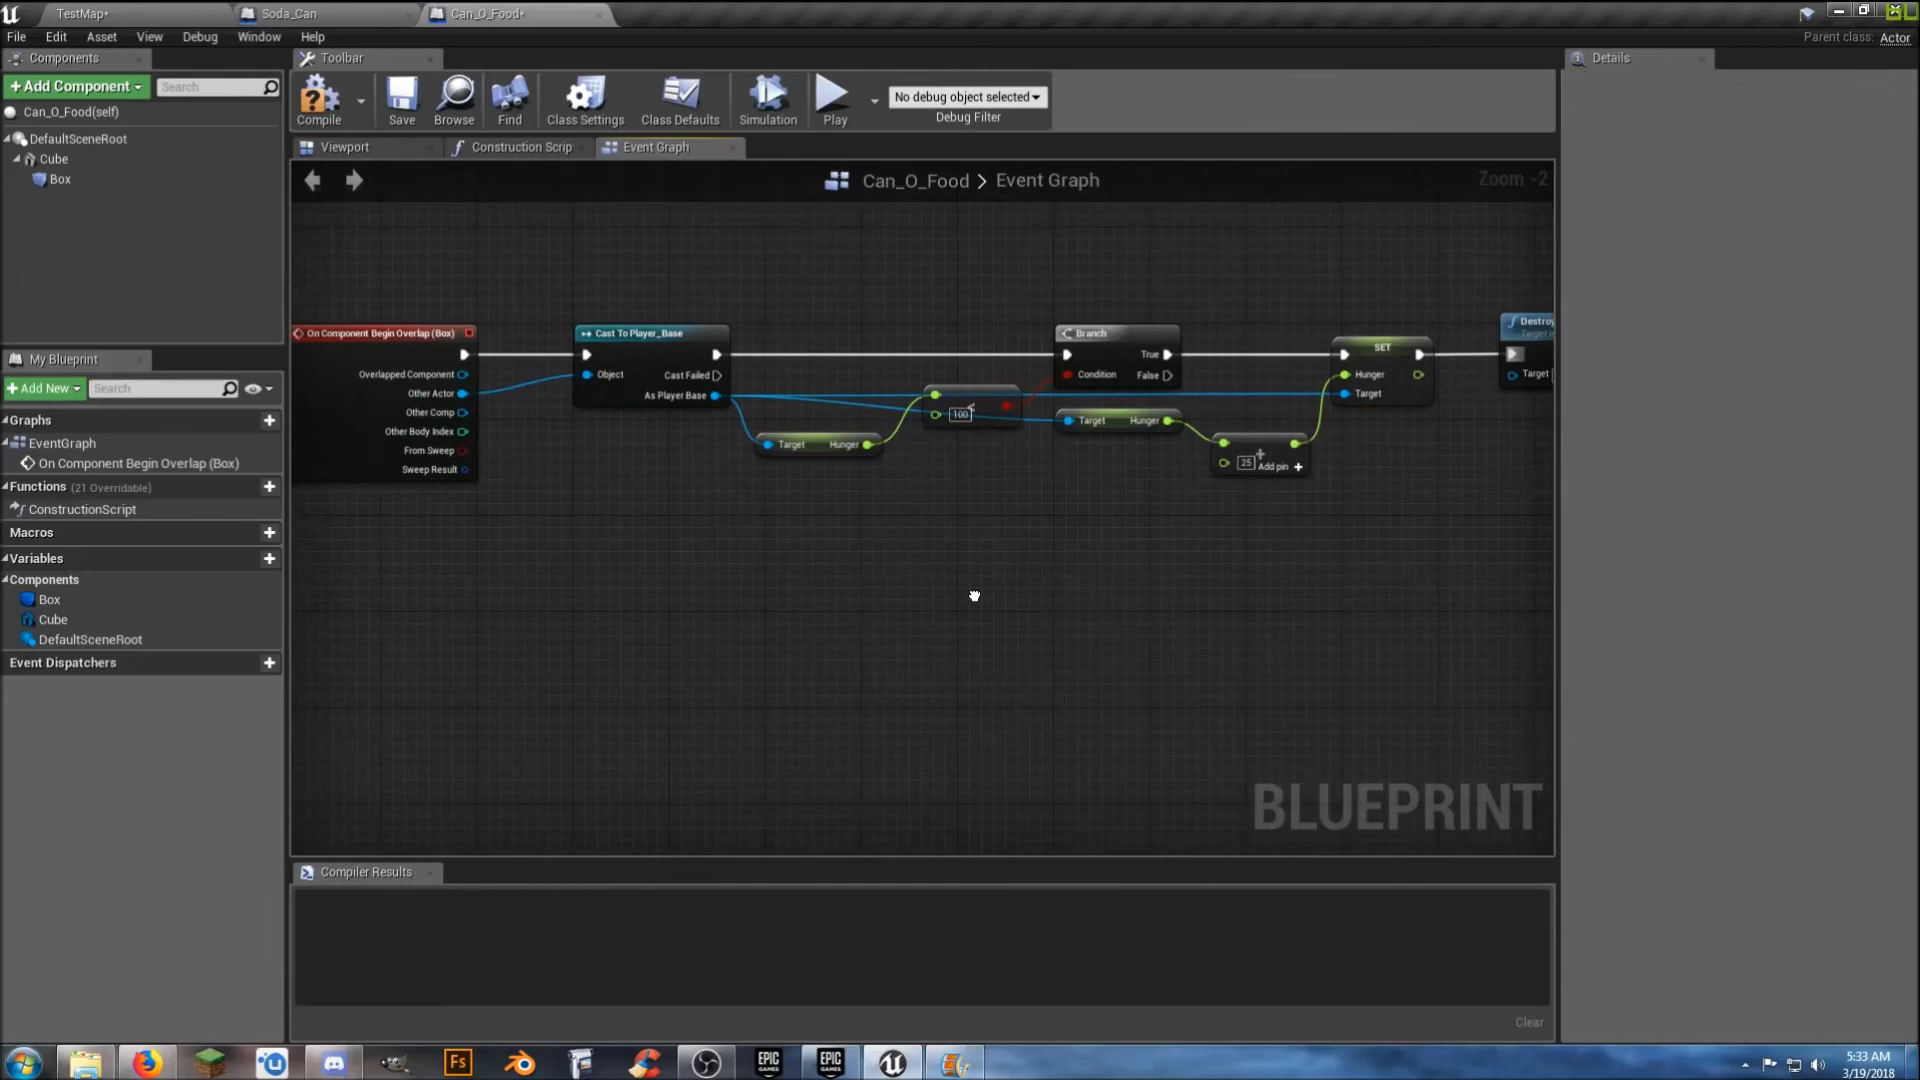 TestMap•
Soda_Can
Can_O_Food•
File Edit Asset View Debug Window Help
Parent class: Actor
Components
Toolbar
Details
+Add Component
Search
Can_O_Food(self)
DefaultSceneRoot
Cube
Box
Compile
Save
Browse
Find
Class Settings
Class Defaults
Simulation
Play
No debug object selected
Debug Filter
Viewport
Construction Scrip
Event Graph
Can_O_Food > Event Graph
Zoom -2
On Component Begin Overlap (Box)
Overlapped Component
Other Actor
Other Comp
Other Body Index
From Sweep
Sweep Result
Cast To Player_Base
Object
Cast Failed
As Player Base
Target Hunger
<
100
Branch
True
Condition False
Target Hunger
+
25
Add pin +
SET
Hunger
Target
Destroy
Target
My Blueprint
+Add New
Search
Graphs
EventGraph
On Component Begin Overlap (Box)
Functions (21 Overridable)
ConstructionScript
Macros
Variables
Components
Box
Cube
DefaultSceneRoot
Event Dispatchers
BLUEPRINT
Compiler Results
Clear
Fs
EPIC GAMES
EPIC GAMES
5:33 AM
3/19/2018